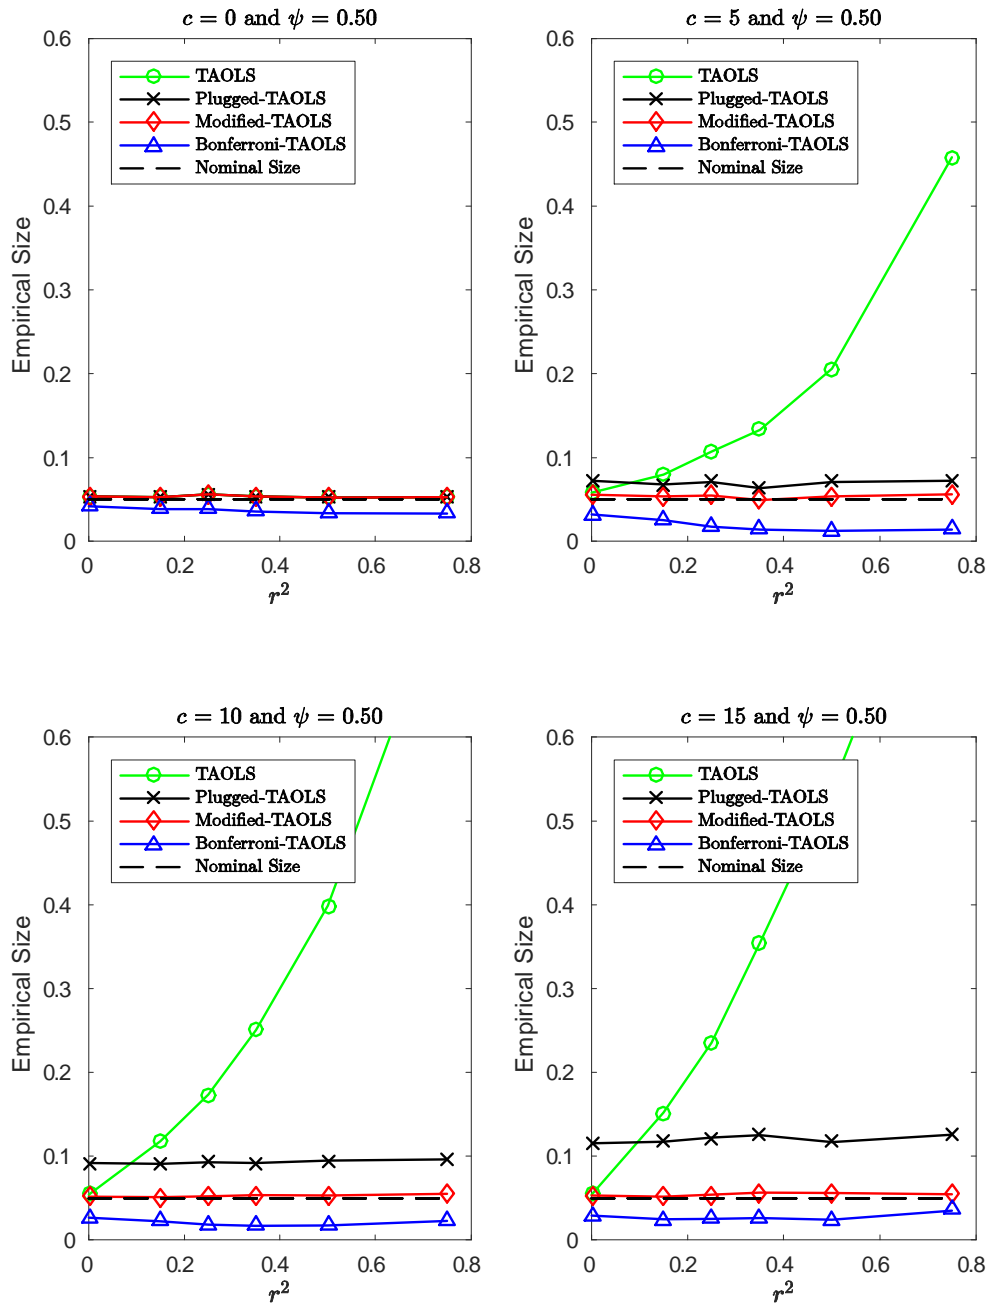 c = 0 and ψ = 0.50
0.6
0.5
0.4
0.3
0.2
0.1
0
Empirical Size
TAOLS
Plugged-TAOLS
Modified-TAOLS
Bonferroni-TAOLS
Nominal Size
0 0.2 0.4 0.6 0.8
r²
c = 5 and ψ = 0.50
0.6
0.5
0.4
0.3
0.2
0.1
0
Empirical Size
TAOLS
Plugged-TAOLS
Modified-TAOLS
Bonferroni-TAOLS
Nominal Size
0 0.2 0.4 0.6 0.8
r²
c = 10 and ψ = 0.50
0.6
0.5
0.4
0.3
0.2
0.1
0
Empirical Size
TAOLS
Plugged-TAOLS
Modified-TAOLS
Bonferroni-TAOLS
Nominal Size
0 0.2 0.4 0.6 0.8
r²
c = 15 and ψ = 0.50
0.6
0.5
0.4
0.3
0.2
0.1
0
Empirical Size
TAOLS
Plugged-TAOLS
Modified-TAOLS
Bonferroni-TAOLS
Nominal Size
0 0.2 0.4 0.6 0.8
r²